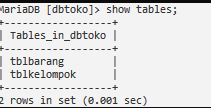 MariaDB [dbtoko]> show tables;
+------------------+
| Tables_in_dbtoko |
+------------------+
| tblbarang        |
| tblkelompok      |
+------------------+
2 rows in set (0.001 sec)